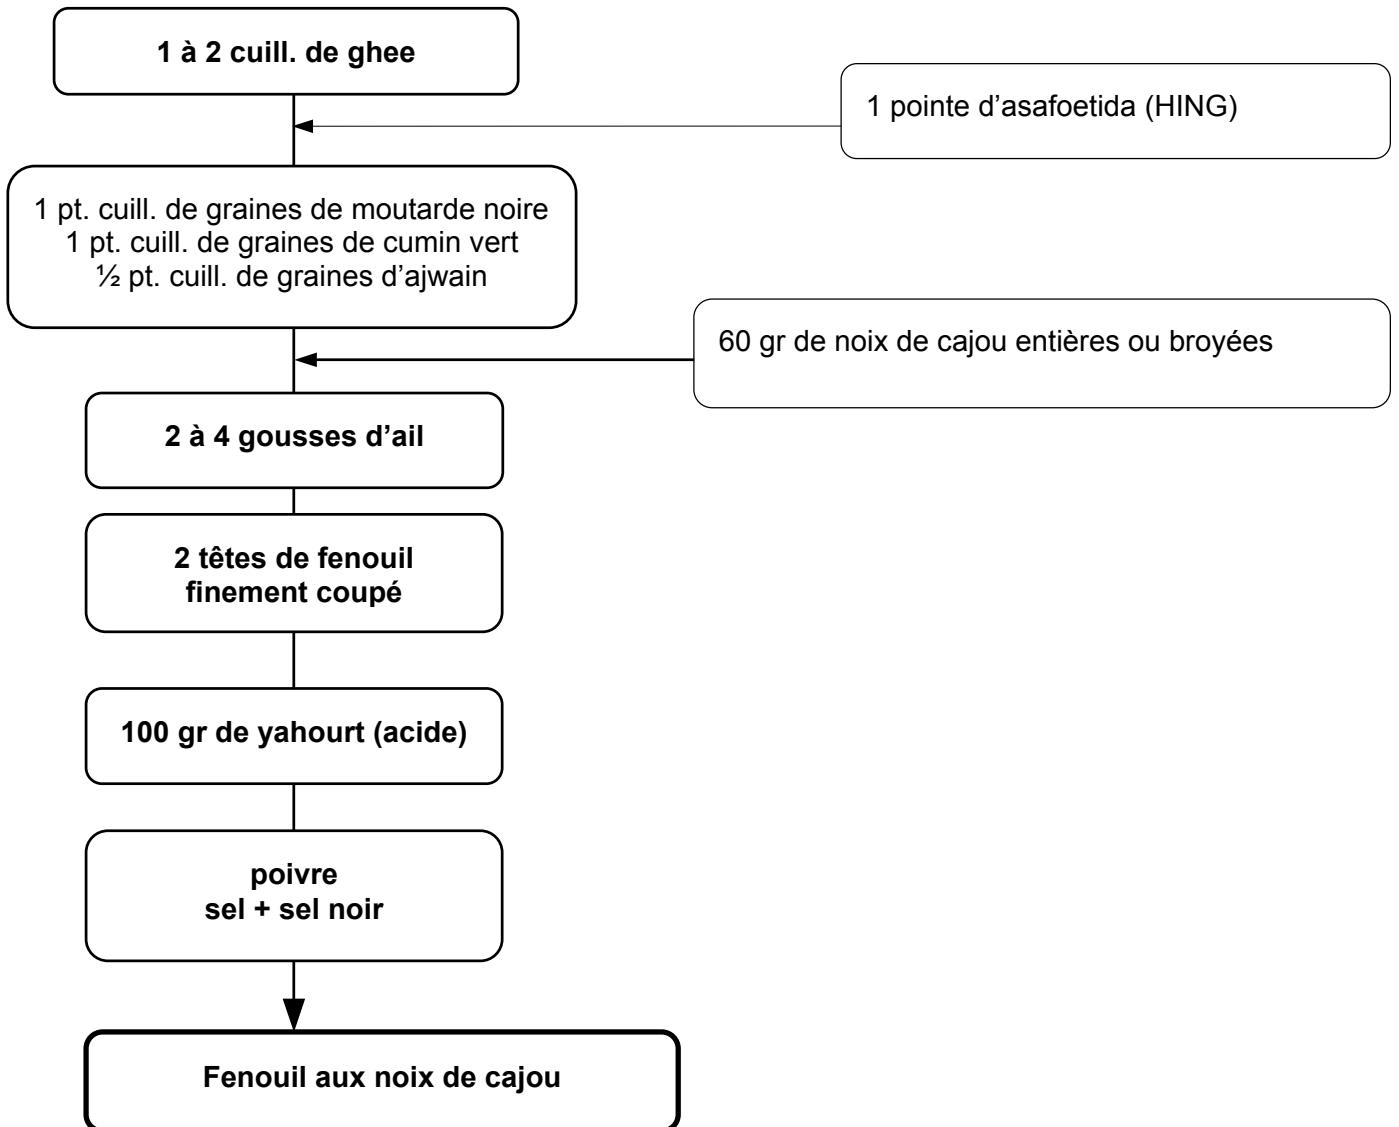 1 à 2 cuill. de ghee
1 pointe d’asafoetida (HING)
1 pt. cuill. de graines de moutarde noire
1 pt. cuill. de graines de cumin vert
½ pt. cuill. de graines d’ajwain
60 gr de noix de cajou entières ou broyées
2 à 4 gousses d’ail
2 têtes de fenouil
finement coupé
100 gr de yahourt (acide)
poivre
sel + sel noir
Fenouil aux noix de cajou